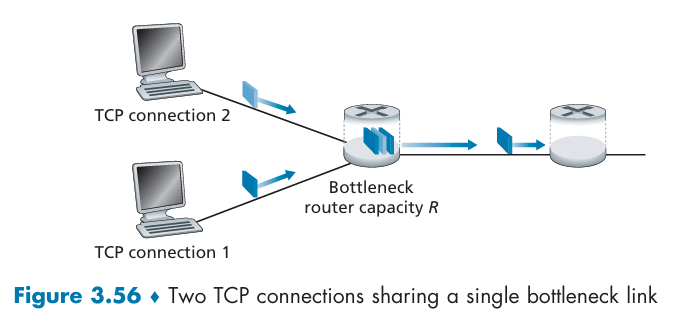 TCP connection 2
Bottleneck
router capacity R
TCP connection 1
Figure 3.56 ♦ Two TCP connections sharing a single bottleneck link